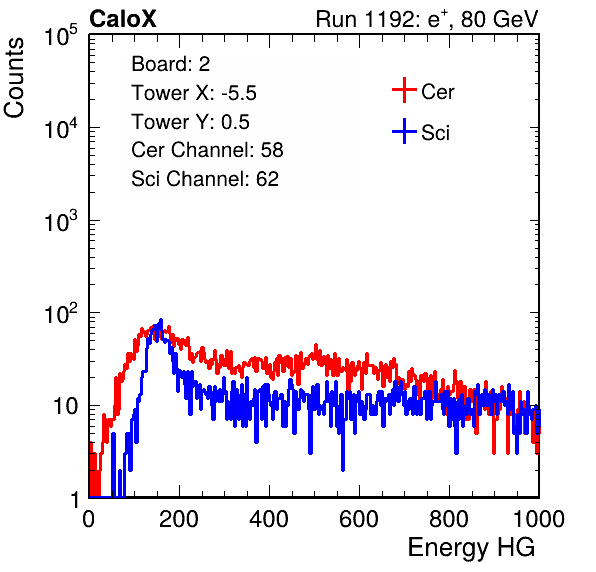 CaloX Run 1192: e⁺, 80 GeV
Counts
Board: 2
Tower X: -5.5
Tower Y: 0.5
Cer Channel: 58
Sci Channel: 62
Cer
Sci
10⁵
10⁴
10³
10²
10
1
0 200 400 600 800 1000
Energy HG